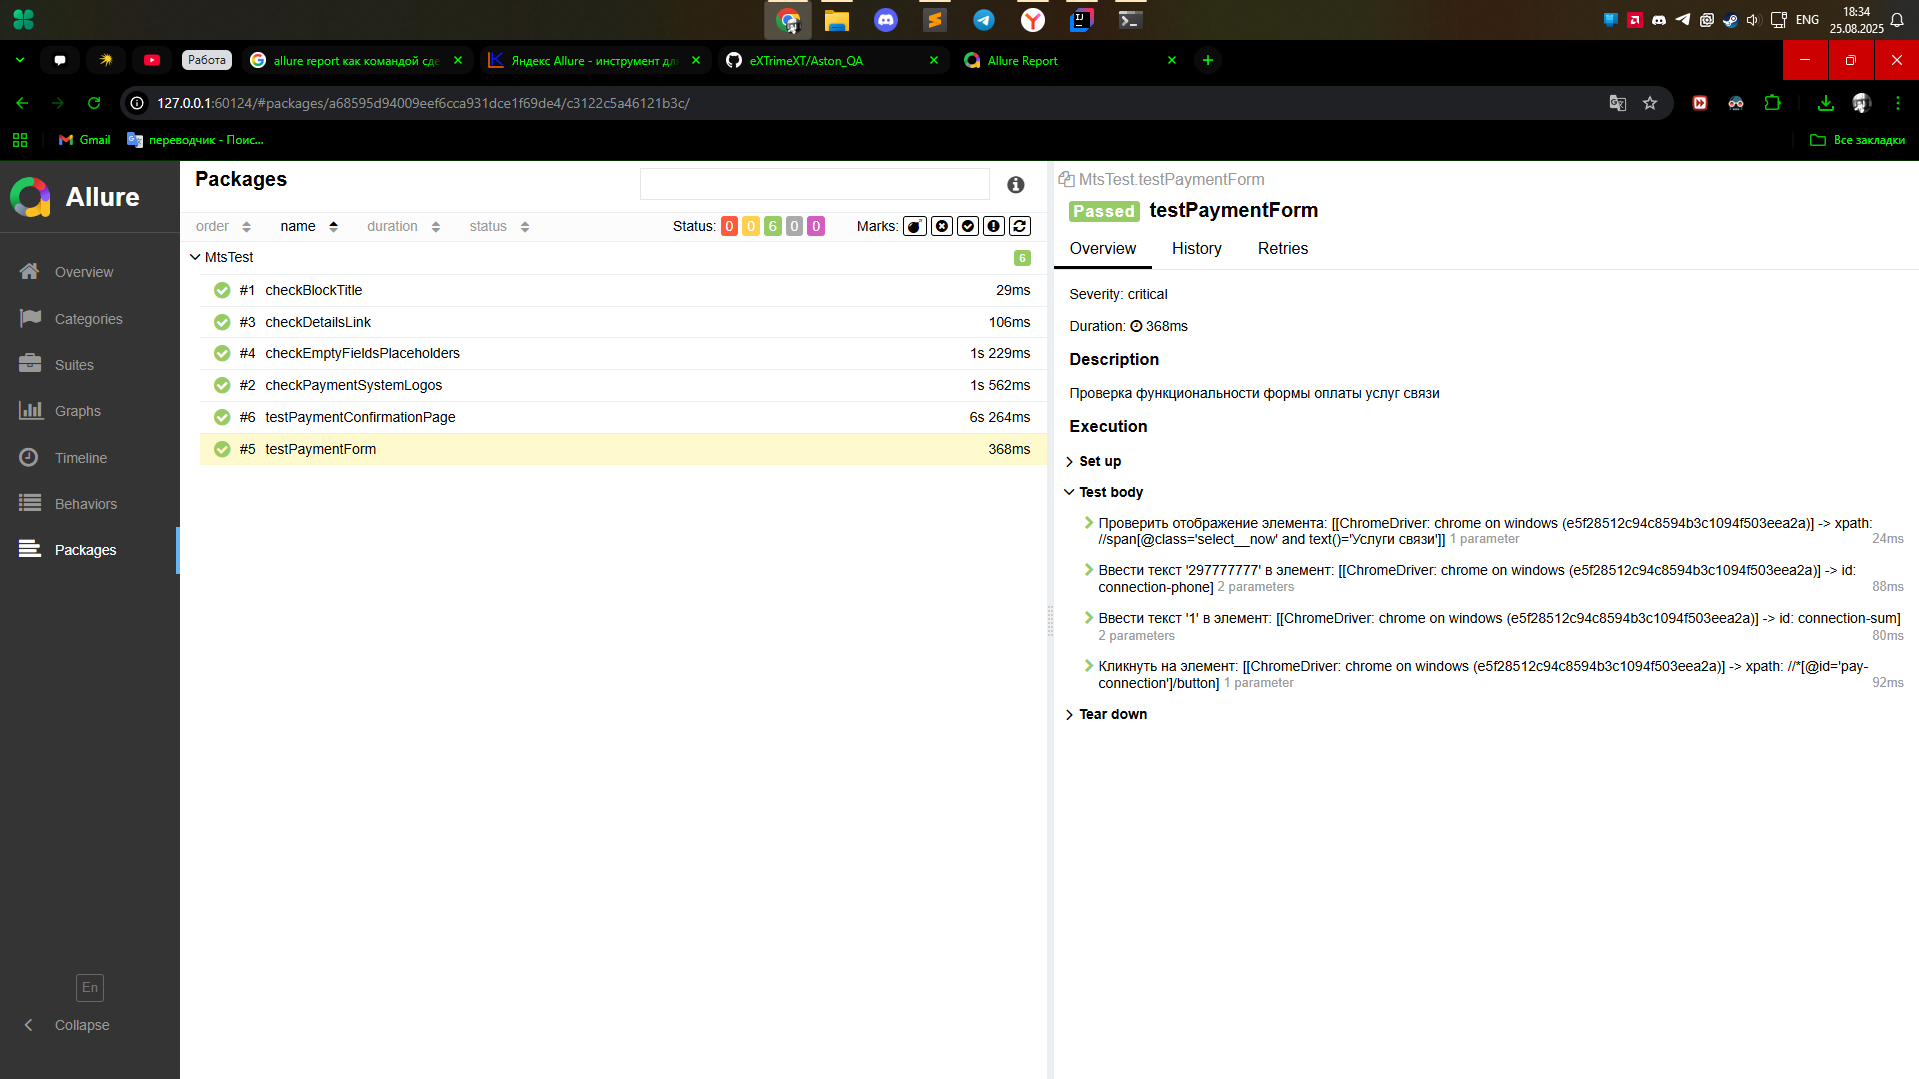 ENG
18:34
25.08.2025
Работа
allure report как командой сде
Яндекс Allure - инструмент дл
eXTrimeXT/Aston_QA
Allure Report
127.0.0.1:60124/#packages/a68595d94009eef6cca931dce1f69de4/c3122c5a46121b3c/
Gmail
переводчик - Поис...
Все закладки
Allure
Overview
Categories
Suites
Graphs
Timeline
Behaviors
Packages
En
Collapse
Packages
order name duration status
Status: 0 0 6 0 0
Marks:
MtsTest 6
#1 checkBlockTitle 29ms
#3 checkDetailsLink 106ms
#4 checkEmptyFieldsPlaceholders 1s 229ms
#2 checkPaymentSystemLogos 1s 562ms
#6 testPaymentConfirmationPage 6s 264ms
#5 testPaymentForm 368ms
MtsTest.testPaymentForm
Passed testPaymentForm
Overview History Retries
Severity: critical
Duration: 368ms
Description
Проверка функциональности формы оплаты услуг связи
Execution
Set up
Test body
Проверить отображение элемента: [[ChromeDriver: chrome on windows (e5f28512c94c8594b3c1094f503eea2a)] -> xpath:
//span[@class='select__now' and text()='Услуги связи']] 1 parameter 24ms
Ввести текст '297777777' в элемент: [[ChromeDriver: chrome on windows (e5f28512c94c8594b3c1094f503eea2a)] -> id:
connection-phone] 2 parameters 88ms
Ввести текст '1' в элемент: [[ChromeDriver: chrome on windows (e5f28512c94c8594b3c1094f503eea2a)] -> id: connection-sum]
2 parameters 80ms
Кликнуть на элемент: [[ChromeDriver: chrome on windows (e5f28512c94c8594b3c1094f503eea2a)] -> xpath: //*[@id='pay-
connection']/button] 1 parameter 92ms
Tear down